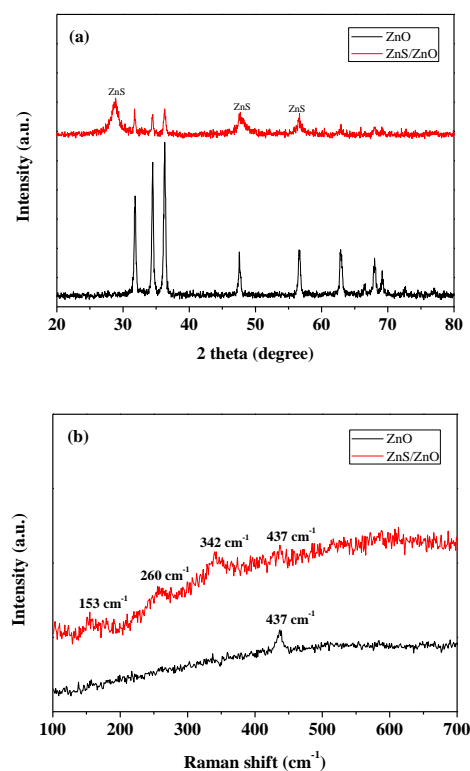 (a)
ZnO
ZnS/ZnO
ZnS
ZnS
ZnS
Intensity (a.u.)
20 30 40 50 60 70 80
2 theta (degree)
(b)
ZnO
ZnS/ZnO
153 cm⁻¹
260 cm⁻¹
342 cm⁻¹
437 cm⁻¹
437 cm⁻¹
Intensity (a.u.)
100 200 300 400 500 600 700
Raman shift (cm⁻¹)